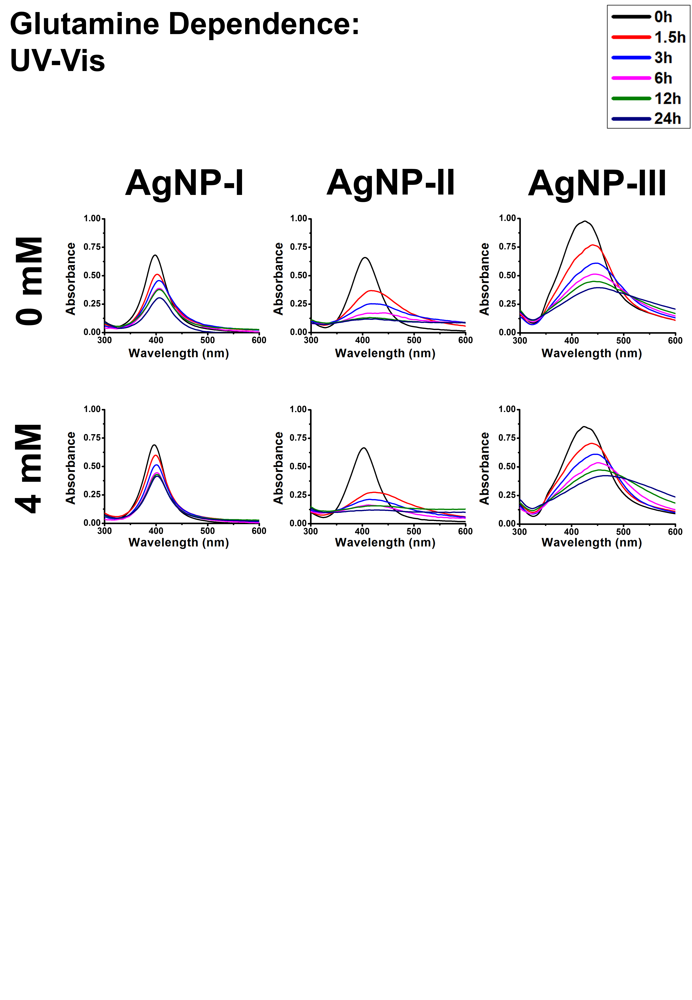 Glutamine Dependence:
UV-Vis
0h
1.5h
3h
6h
12h
24h
AgNP-I
AgNP-II
AgNP-III
0 mM
Absorbance
1.00
0.75
0.50
0.25
0.00
300
400
500
600
Wavelength (nm)
Absorbance
1.00
0.75
0.50
0.25
0.00
300
400
500
600
Wavelength (nm)
Absorbance
1.00
0.75
0.50
0.25
0.00
300
400
500
600
Wavelength (nm)
4 mM
Absorbance
1.00
0.75
0.50
0.25
0.00
300
400
500
600
Wavelength (nm)
Absorbance
1.00
0.75
0.50
0.25
0.00
300
400
500
600
Wavelength (nm)
Absorbance
1.00
0.75
0.50
0.25
0.00
300
400
500
600
Wavelength (nm)